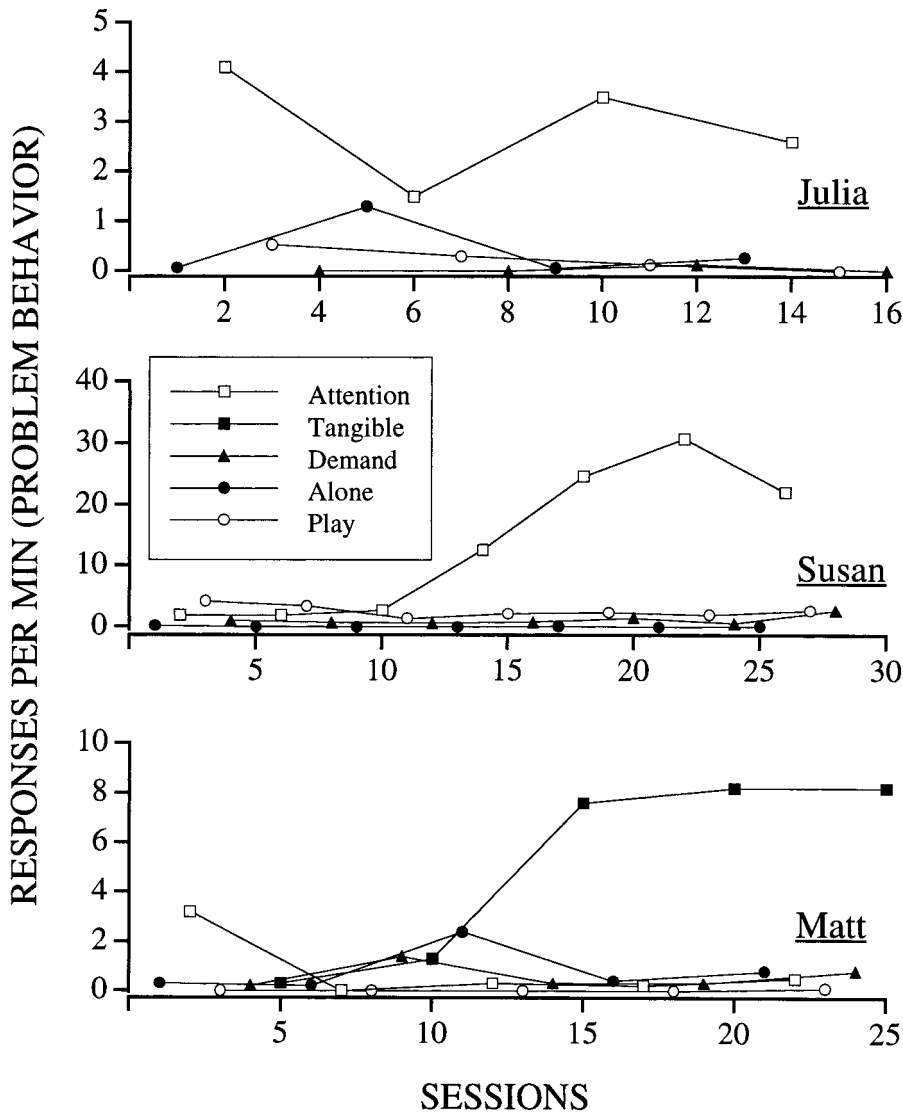 RESPONSES PER MIN (PROBLEM BEHAVIOR)
5
4
3
2
1
0
Julia
2 4 6 8 10 12 14 16
40
30
20
10
0
Attention
Tangible
Demand
Alone
Play
Susan
5 10 15 20 25 30
10
8
6
4
2
0
Matt
5 10 15 20 25
SESSIONS